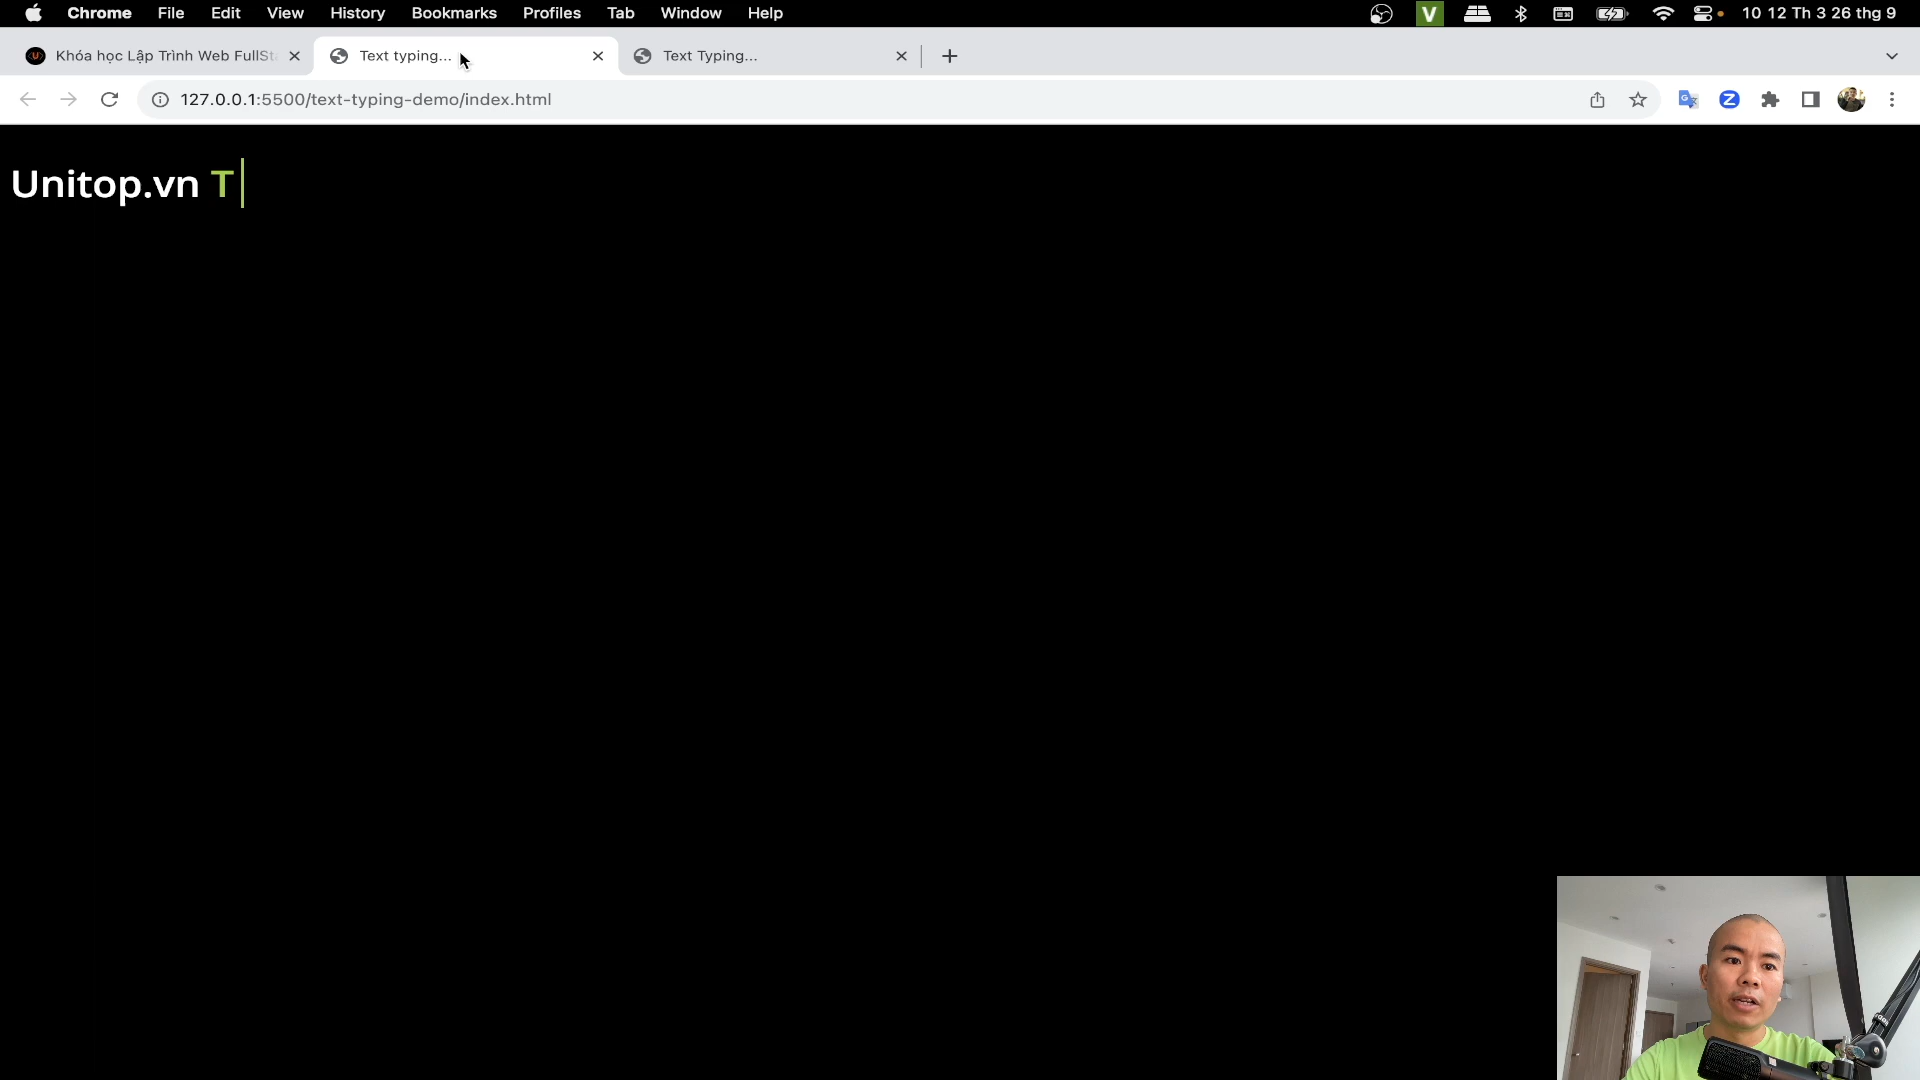 Chrome File Edit View History Bookmarks Profiles Tab Window Help V 10 12 Th 3 26 thg 9
Khóa học Lập Trình Web FullSt Text typing... Text Typing...
127.0.0.1:5500/text-typing-demo/index.html
Unitop.vn T